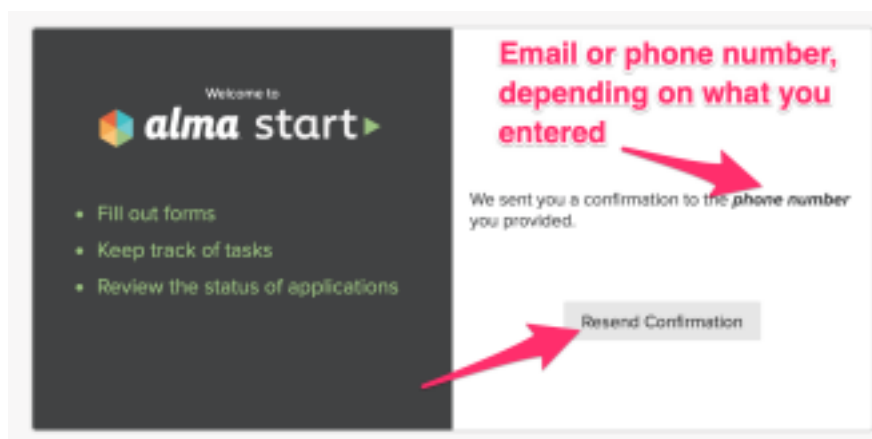 Welcome to
alma start
• Fill out forms
• Keep track of tasks
• Review the status of applications
Email or phone number,
depending on what you
entered
We sent you a confirmation to the phone number
you provided.
Resend Confirmation